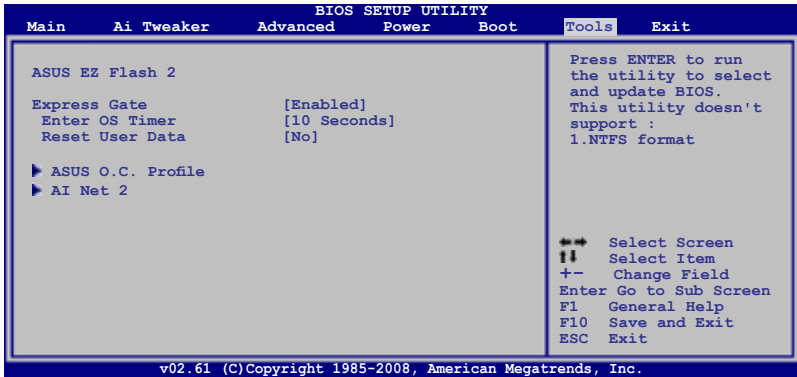 BIOS SETUP UTILITY
Main Ai Tweaker Advanced Power Boot Tools Exit
ASUS EZ Flash 2
Express Gate [Enabled]
Enter OS Timer [10 Seconds]
Reset User Data [No]
ASUS O.C. Profile
AI Net 2
Press ENTER to run
the utility to select
and update BIOS.
This utility doesn't
support :
1.NTFS format
Select Screen
Select Item
+- Change Field
Enter Go to Sub Screen
F1 General Help
F10 Save and Exit
ESC Exit
v02.61 (C)Copyright 1985-2008, American Megatrends, Inc.